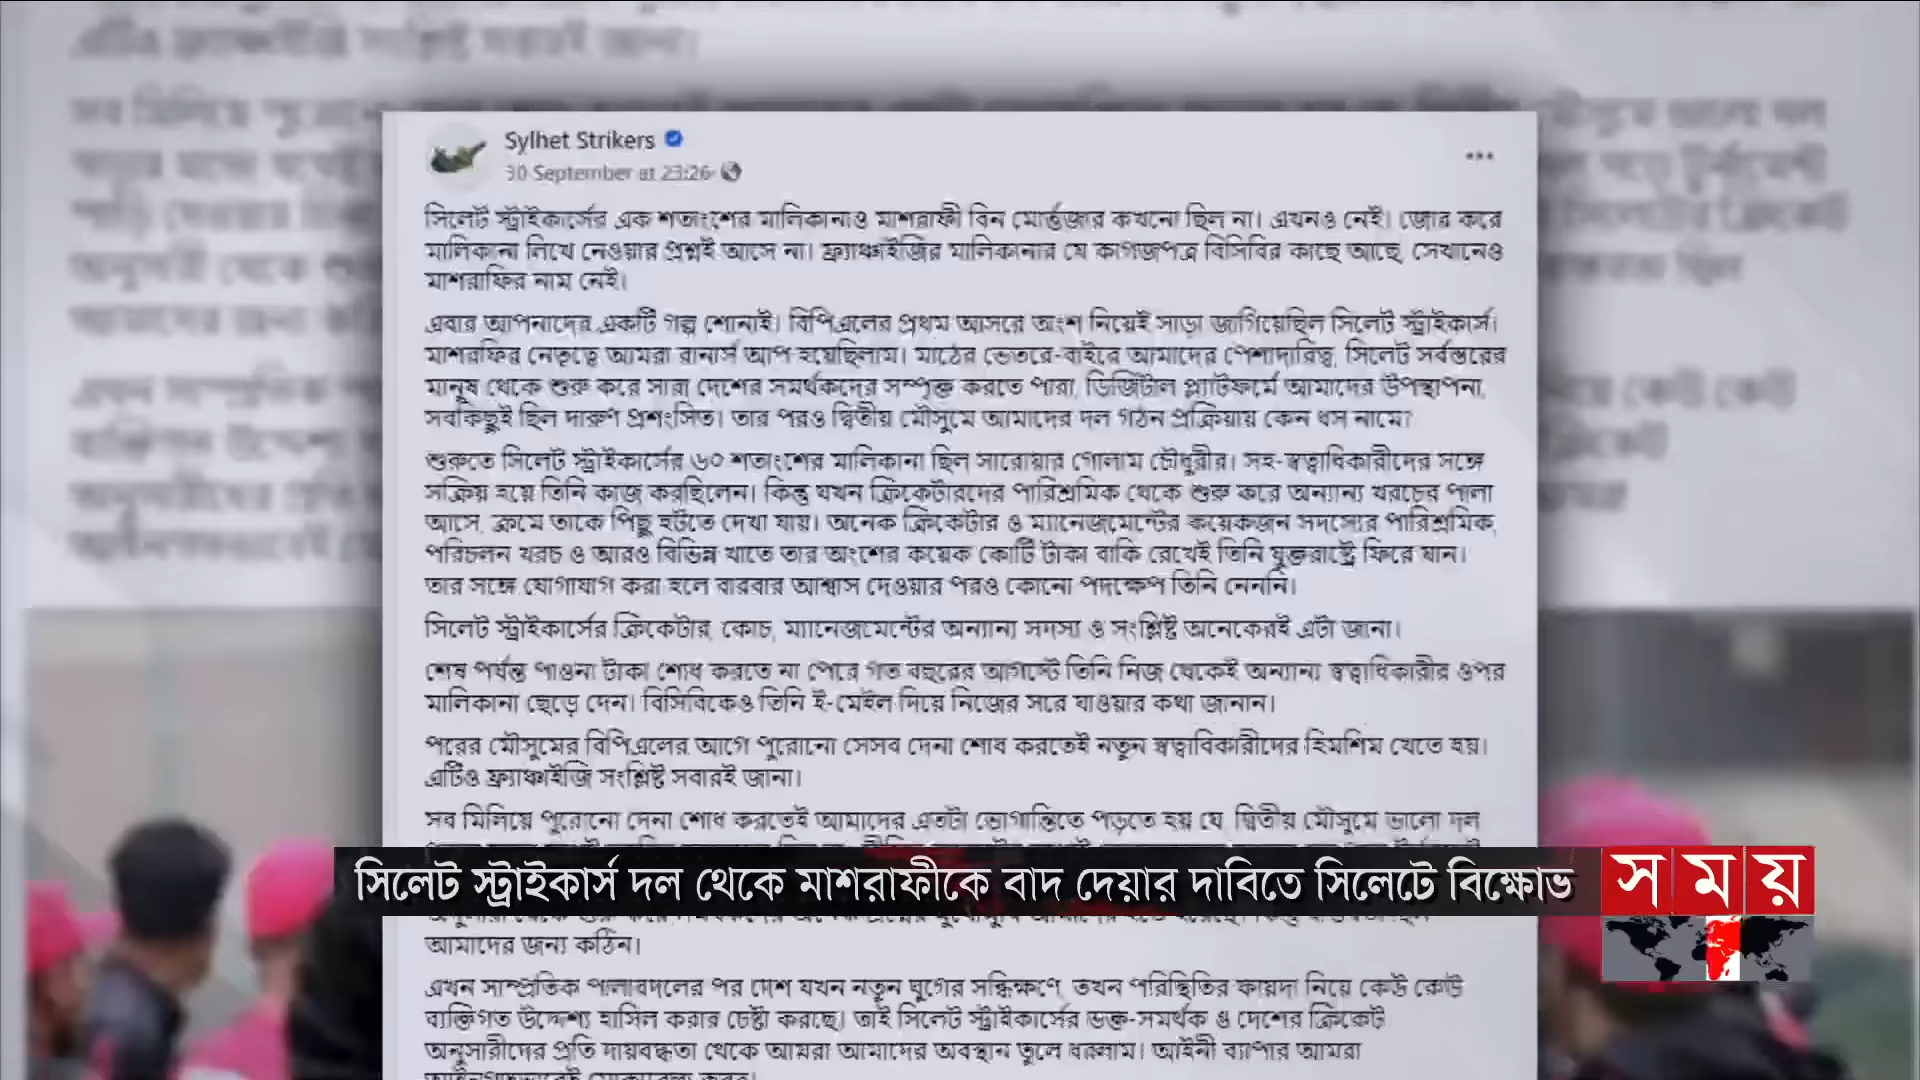 Sylhet Strikers
30 September at 23:26
সিলেট স্ট্রাইকার্সের এক শতাংশের মালিকানাও মাশরাফী বিন মোর্ত্তজার কখনো ছিল না। এখনও নেই। জোর করে
মালিকানা লিখে নেওয়ার প্রশ্নই আসে না। ফ্র্যাঞ্চাইজির মালিকানার যে কাগজপত্র বিসিবির কাছে আছে, সেখানেও
মাশরাফির নাম নেই।
এবার আপনাদের একটি গল্প শোনাই। বিপিএলের প্রথম আসরে অংশ নিয়েই সাড়া জাগিয়েছিল সিলেট স্ট্রাইকার্স।
মাশরফির নেতৃত্বে আমরা রানার্স আপ হয়েছিলাম। মাঠের ভেতরে-বাইরে আমাদের পেশাদারিত্ব, সিলেট সর্বস্তরের
মানুষ থেকে শুরু করে সারা দেশের সমর্থকদের সম্পৃক্ত করতে পারা, ডিজিটাল প্ল্যাটফর্মে আমাদের উপস্থাপনা,
সবকিছুই ছিল দারুণ প্রশংসিত। তার পরও দ্বিতীয় মৌসুমে আমাদের দল গঠন প্রক্রিয়ায় কেন ধস নামে?
শুরুতে সিলেট স্ট্রাইকার্সের ৬০ শতাংশের মালিকানা ছিল সারোয়ার গোলাম চৌধুরীর। সহ-স্বত্বাধিকারীদের সঙ্গে
সক্রিয় হয়ে তিনি কাজ করছিলেন। কিন্তু যখন ক্রিকেটারদের পারিশ্রমিক থেকে শুরু করে অন্যান্য খরচের পালা
আসে, ক্রমে তাকে পিছু হটতে দেখা যায়। অনেক ক্রিকেটার ও ম্যানেজমেন্টের কয়েকজন সদস্যের পারিশ্রমিক,
পরিচলন খরচ ও আরও বিভিন্ন খাতে তার অংশের কয়েক কোটি টাকা বাকি রেখেই তিনি যুক্তরাষ্ট্রে ফিরে যান।
তার সঙ্গে যোগাযাগ করা হলে বারবার আশ্বাস দেওয়ার পরও কোনো পদক্ষেপ তিনি নেননি।
সিলেট স্ট্রাইকার্সের ক্রিকেটার, কোচ, ম্যানেজমেন্টের অন্যান্য সদস্য ও সংশ্লিষ্ট অনেকেরই এটা জানা।
শেষ পর্যন্ত পাওনা টাকা শোধ করতে না পেরে গত বছরের আগস্টে তিনি নিজ থেকেই অন্যান্য স্বত্বাধিকারীর ওপর
মালিকানা ছেড়ে দেন। বিসিবিকেও তিনি ই-মেইল দিয়ে নিজের সরে যাওয়ার কথা জানান।
পরের মৌসুমের বিপিএলের আগে পুরোনো সেসব দেনা শোধ করতেই নতুন স্বত্বাধিকারীদের হিমশিম খেতে হয়।
এটিও ফ্র্যাঞ্চাইজি সংশ্লিষ্ট সবারই জানা।
সব মিলিয়ে পুরোনো দেনা শোধ করতেই আমাদের এতটা ভোগান্তিতে পড়তে হয় যে, দ্বিতীয় মৌসুমে ভালো দল
সিলেট স্ট্রাইকার্স দল থেকে মাশরাফীকে বাদ দেয়ার দাবিতে সিলেটে বিক্ষোভ
সময়
আমাদের জন্য কঠিন।
এখন সাম্প্রতিক পালাবদলের পর দেশ যখন নতুন যুগের সন্ধিক্ষণে, তখন পরিস্থিতির ফায়দা নিয়ে কেউ কেউ
ব্যক্তিগত উদ্দেশ্য হাসিল করার চেষ্টা করছে। তাই সিলেট স্ট্রাইকার্সের ভক্ত-সমর্থক ও দেশের ক্রিকেট
অনুসারীদের প্রতি দায়বদ্ধতা থেকে আমরা আমাদের অবস্থান তুলে ধরলাম। আইনী ব্যাপার আমরা